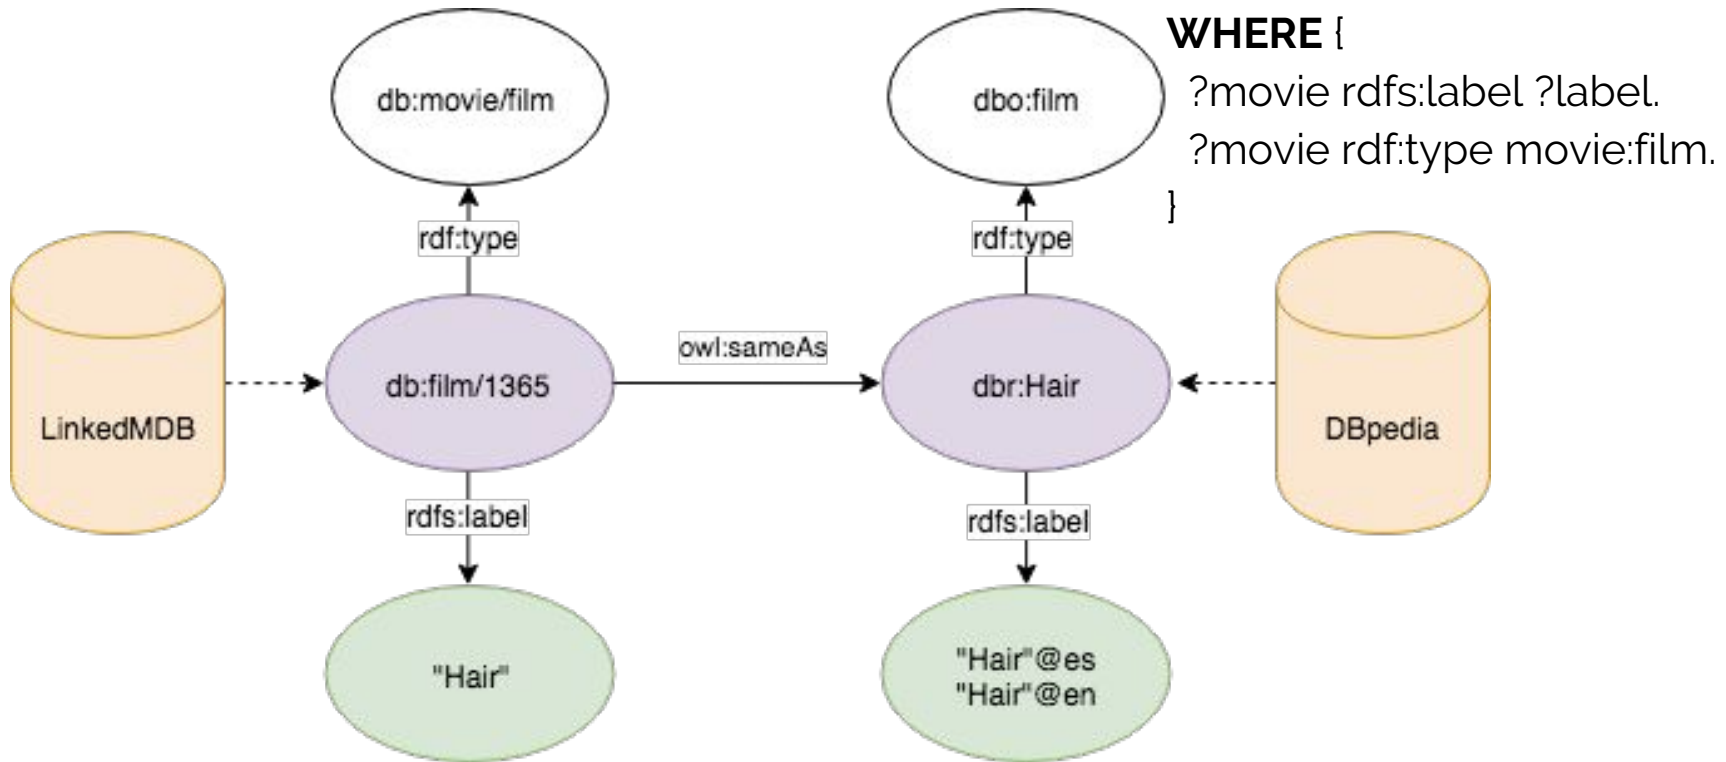 WHERE {
?movie rdfs:label ?label.
?movie rdf:type movie:film.
}
db:movie/film
dbo:film
rdf:type
rdf:type
LinkedMDB
db:film/1365
owl:sameAs
dbr:Hair
DBpedia
rdfs:label
rdfs:label
"Hair"
"Hair"@es
"Hair"@en